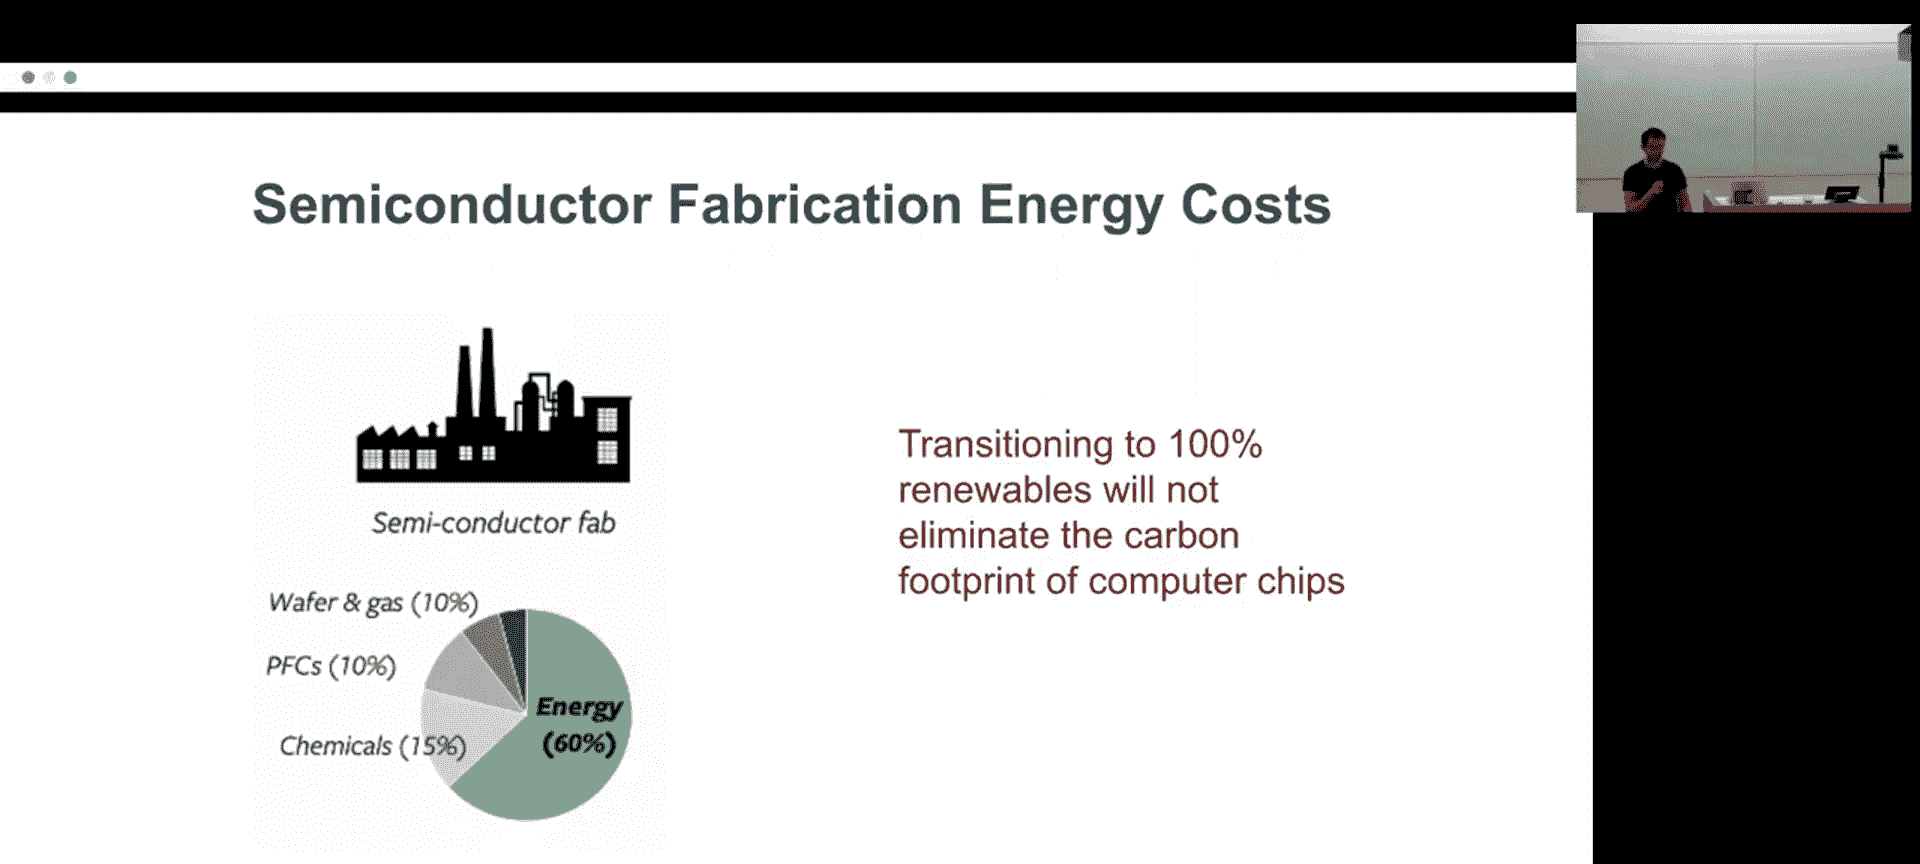 Semiconductor Fabrication Energy Costs
Semi-conductor fab
Transitioning to 100%
renewables will not
eliminate the carbon
footprint of computer chips
Wafer & gas (10%)
PFCs (10%)
Chemicals (15%)
Energy
(60%)